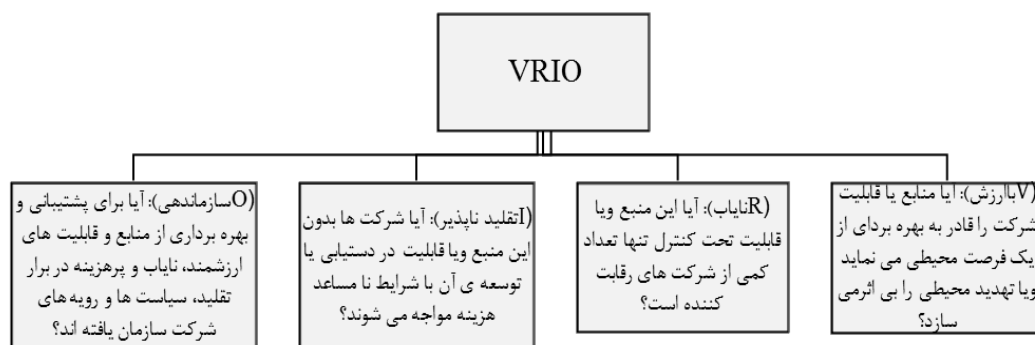 VRIO
(Vباارزش): آیا منابع یا قابلیت
شرکت را قادر به بهره بردای از
یک فرصت محیطی می نماید
ویا تهدید محیطی را بی اثرمی
سازد؟
(Rنایاب): آیا این منبع ویا
قابلیت تحت کنترل تنها تعداد
کمی از شرکت های رقابت
کننده است؟
(Iتقلید ناپذیر): آیا شرکت ها بدون
این منبع ویا قابلیت در دستیابی یا
توسعه ی آن با شرایط نا مساعد
هزینه مواجه می شوند؟
(Oسازماندهی): آیا برای پشتیبانی و
بهره برداری از منابع و قابلیت های
ارزشمند، نایاب و پرهزینه در برار
تقلید، سیاست ها و رویه های
شرکت سازمان یافته اند؟